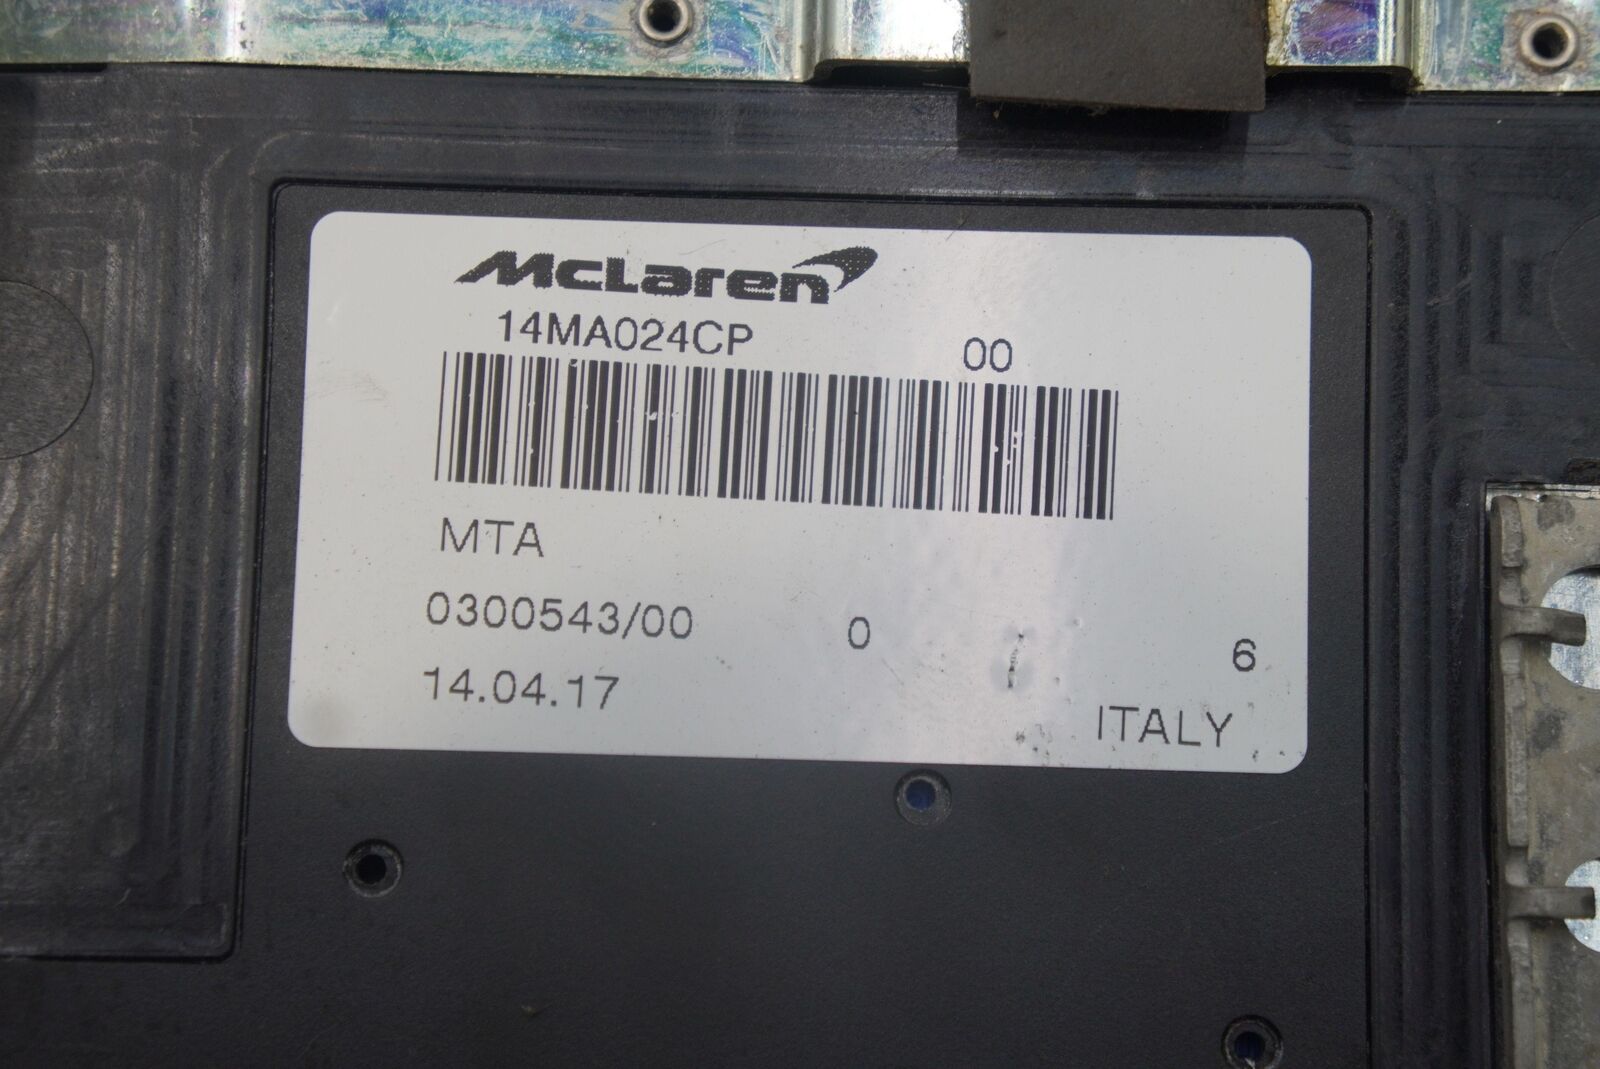 McLaren
14MA024CP 00
MTA
0300543/00 0 6
14.04.17
ITALY